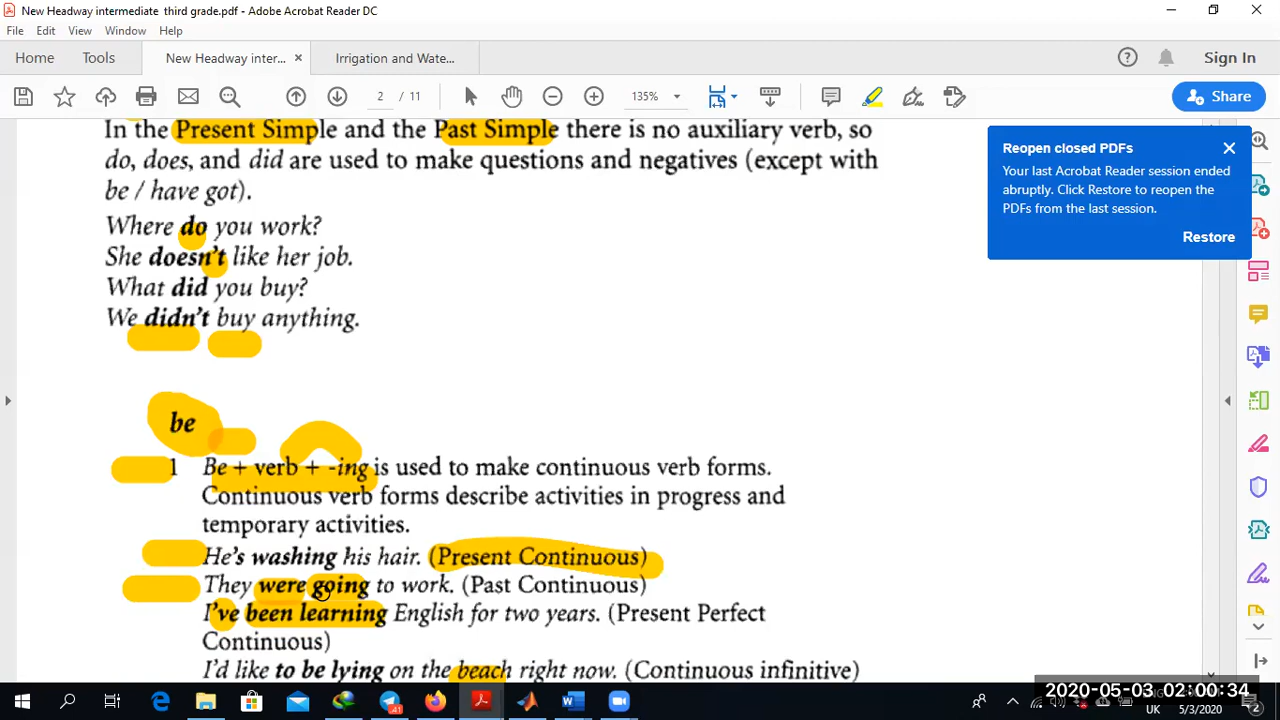 New Headway intermediate third grade.pdf - Adobe Acrobat Reader DC
File Edit View Window Help
Home Tools New Headway inter... × Irrigation and Wate... Sign In
2 / 11 135% Share
In the Present Simple and the Past Simple there is no auxiliary verb, so
do, does, and did are used to make questions and negatives (except with
be / have got).
Where do you work?
She doesn't like her job.
What did you buy?
We didn't buy anything.
be
1 Be + verb + -ing is used to make continuous verb forms.
Continuous verb forms describe activities in progress and
temporary activities.
He's washing his hair. (Present Continuous)
They were going to work. (Past Continuous)
I've been learning English for two years. (Present Perfect
Continuous)
I'd like to be lying on the beach right now. (Continuous infinitive)
Reopen closed PDFs
Your last Acrobat Reader session ended
abruptly. Click Restore to reopen the
PDFs from the last session.
Restore
41
2020-05-03 02:00:34
UK 5/3/2020 2